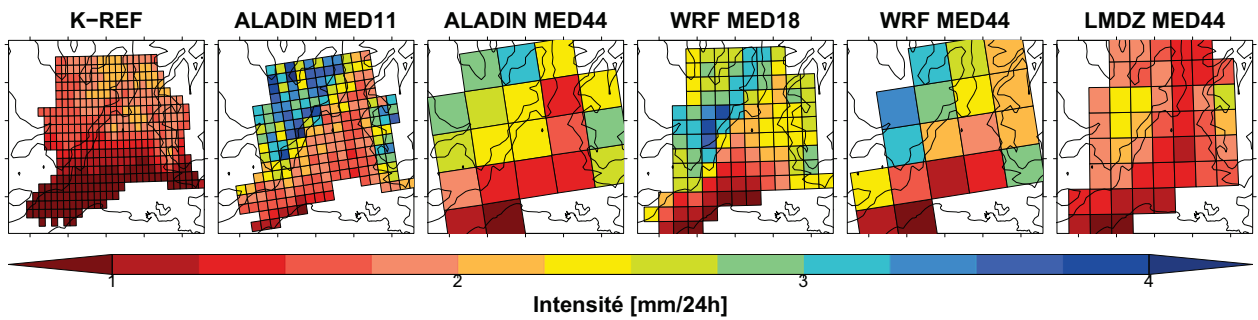 K−REF ALADIN MED11 ALADIN MED44 WRF MED18 WRF MED44 LMDZ MED44
1 2 3 4
Intensité [mm/24h]